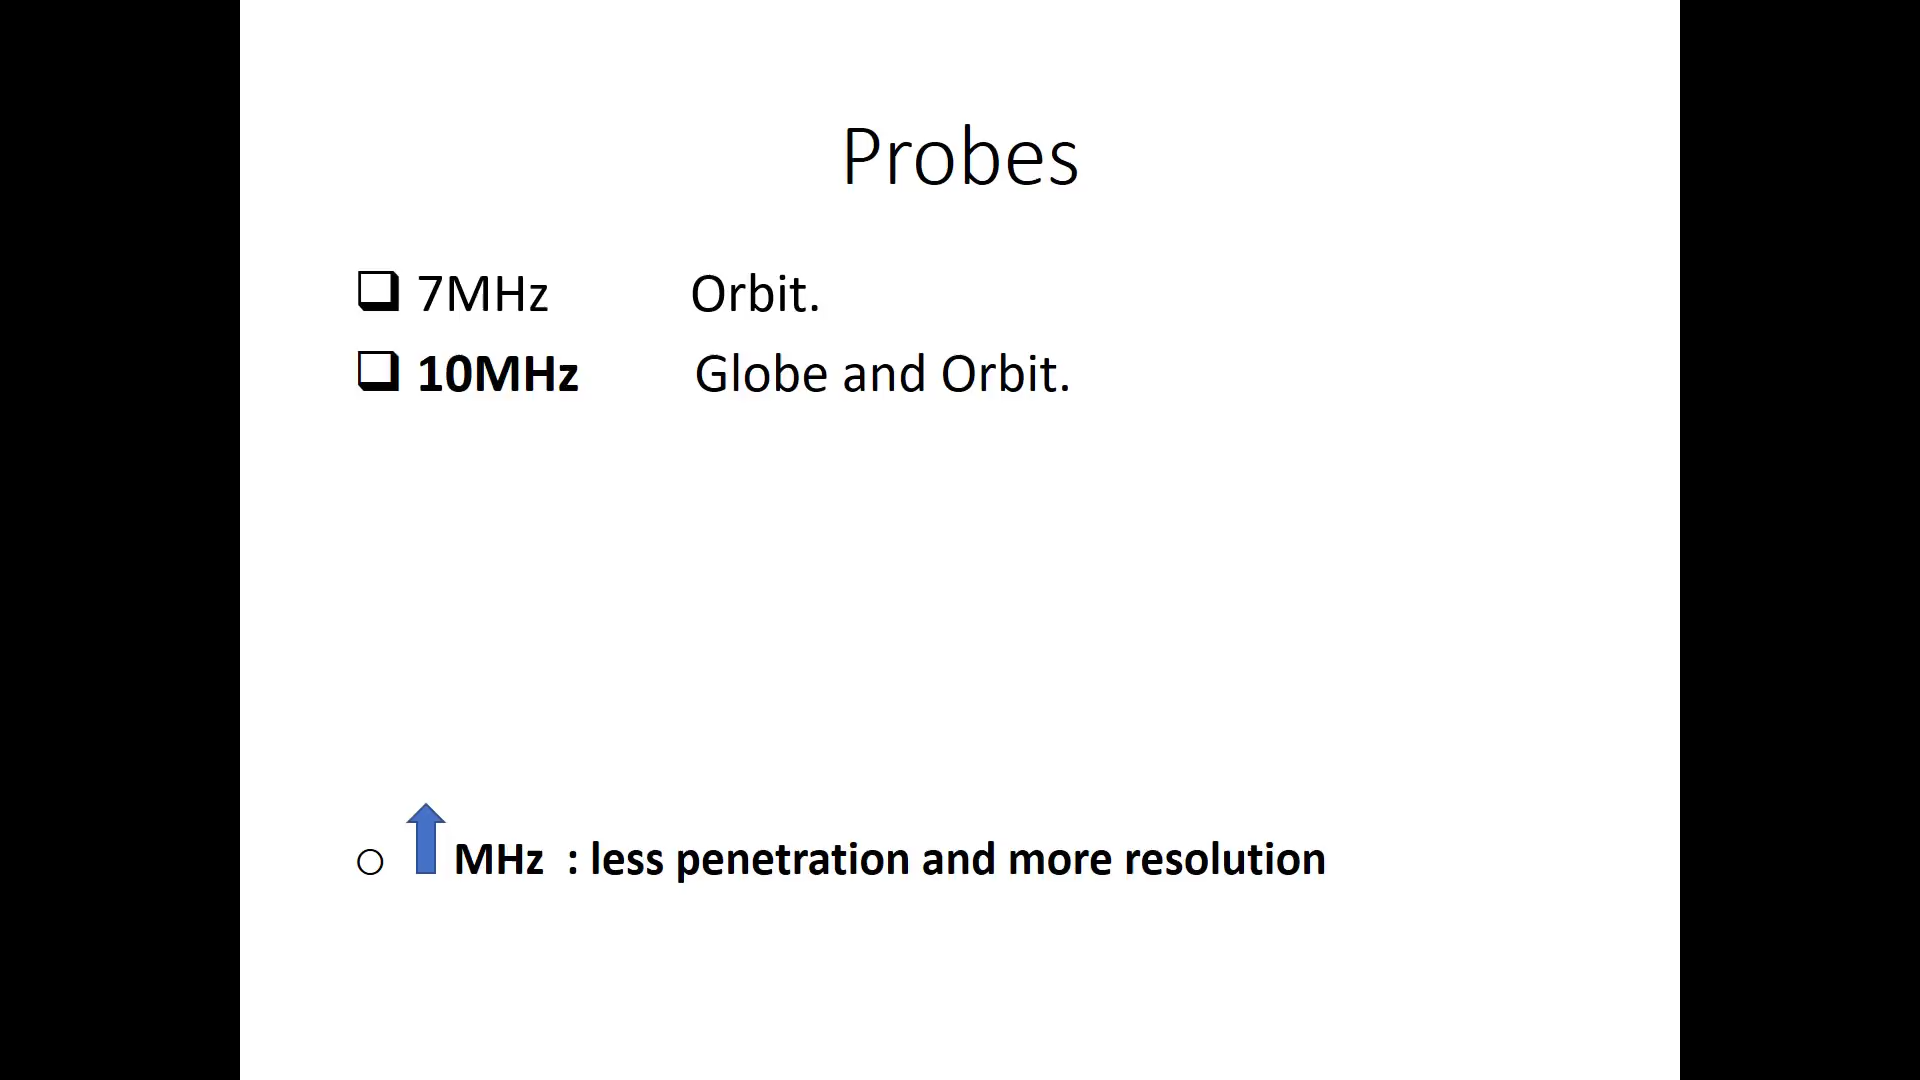 Probes
7MHz Orbit.
10MHz Globe and Orbit.
MHz : less penetration and more resolution